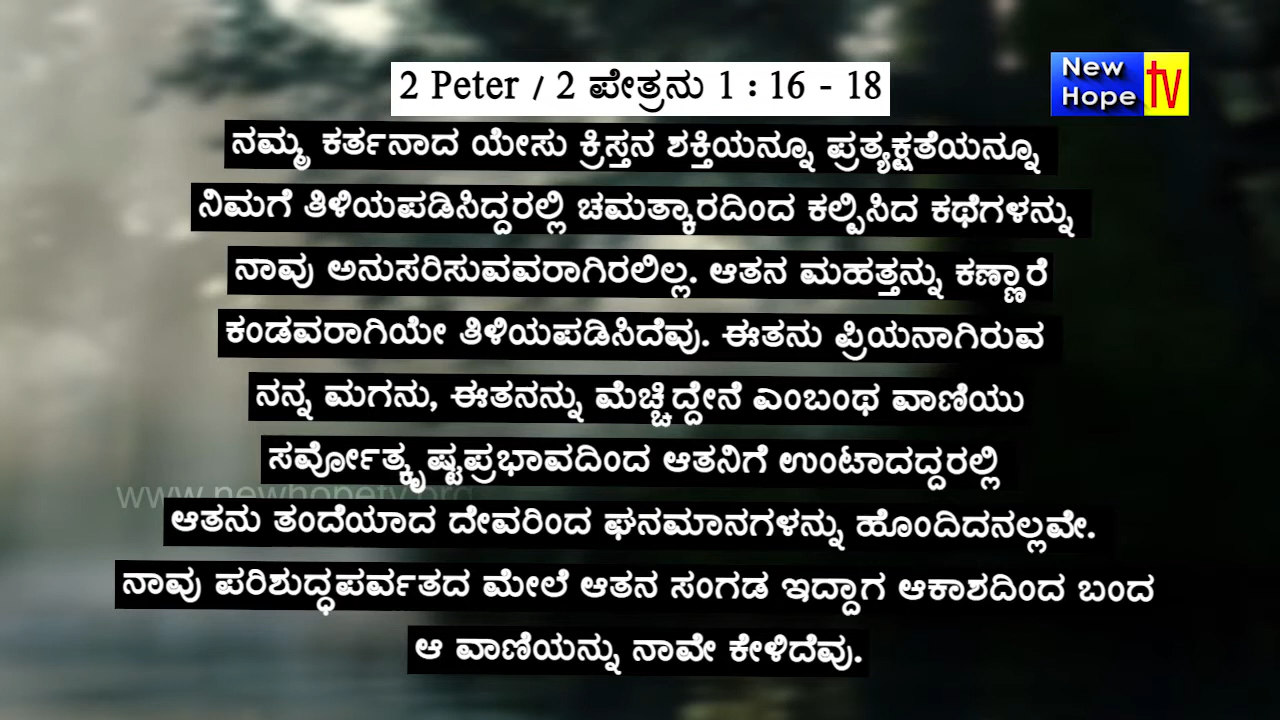 2 Peter / 2 ಪೇತ್ರನು 1 : 16 - 18
New
Hope
tv
ನಮ್ಮ ಕರ್ತನಾದ ಯೇಸು ಕ್ರಿಸ್ತನ ಶಕ್ತಿಯನ್ನೂ ಪ್ರತ್ಯಕ್ಷತೆಯನ್ನೂ
ನಿಮಗೆ ತಿಳಿಯಪಡಿಸಿದ್ದರಲ್ಲಿ ಚಮತ್ಕಾರದಿಂದ ಕಲ್ಪಿಸಿದ ಕಥೆಗಳನ್ನು
ನಾವು ಅನುಸರಿಸುವವರಾಗಿರಲಿಲ್ಲ. ಆತನ ಮಹತ್ತನ್ನು ಕಣ್ಣಾರೆ
ಕಂಡವರಾಗಿಯೇ ತಿಳಿಯಪಡಿಸಿದೆವು. ಈತನು ಪ್ರಿಯನಾಗಿರುವ
ನನ್ನ ಮಗನು, ಈತನನ್ನು ಮೆಚ್ಚಿದ್ದೇನೆ ಎಂಬಂಥ ವಾಣಿಯು
ಸರ್ವೋತ್ಕೃಷ್ಟಪ್ರಭಾವದಿಂದ ಆತನಿಗೆ ಉಂಟಾದದ್ದರಲ್ಲಿ
www.newhopetv.org
ಆತನು ತಂದೆಯಾದ ದೇವರಿಂದ ಘನಮಾನಗಳನ್ನು ಹೊಂದಿದನಲ್ಲವೇ.
ನಾವು ಪರಿಶುದ್ಧಪರ್ವತದ ಮೇಲೆ ಆತನ ಸಂಗಡ ಇದ್ದಾಗ ಆಕಾಶದಿಂದ ಬಂದ
ಆ ವಾಣಿಯನ್ನು ನಾವೇ ಕೇಳಿದೆವು.